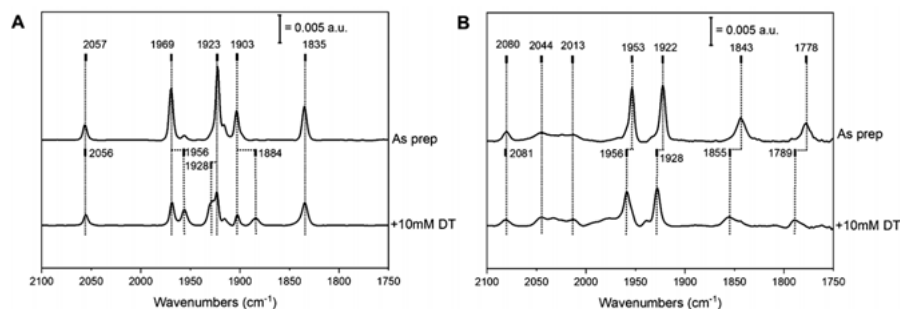 A
= 0.005 a.u.
2057 1969 1923 1903 1835
As prep
2056 1956 1884
1928
+10mM DT
2100 2050 2000 1950 1900 1850 1800 1750
Wavenumbers (cm⁻¹)
B
= 0.005 a.u.
2080 2044 2013 1953 1922 1843 1778
As prep
2081 1956 1928 1855 1789
+10mM DT
2100 2050 2000 1950 1900 1850 1800 1750
Wavenumbers (cm⁻¹)